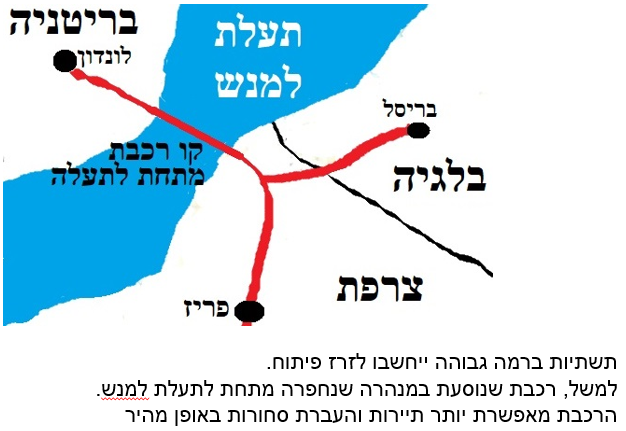 בריטניה
לונדון
תעלת
למנש
בריסל
קו רכבת
מתחת לתעלה
בלגיה
צרפת
פריז
תשתיות ברמה גבוהה ייחשבו לזרז פיתוח.
למשל, רכבת שנוסעת במנהרה שנחפרה מתחת לתעלת למנש.
הרכבת מאפשרת יותר תיירות והעברת סחורות באופן מהיר